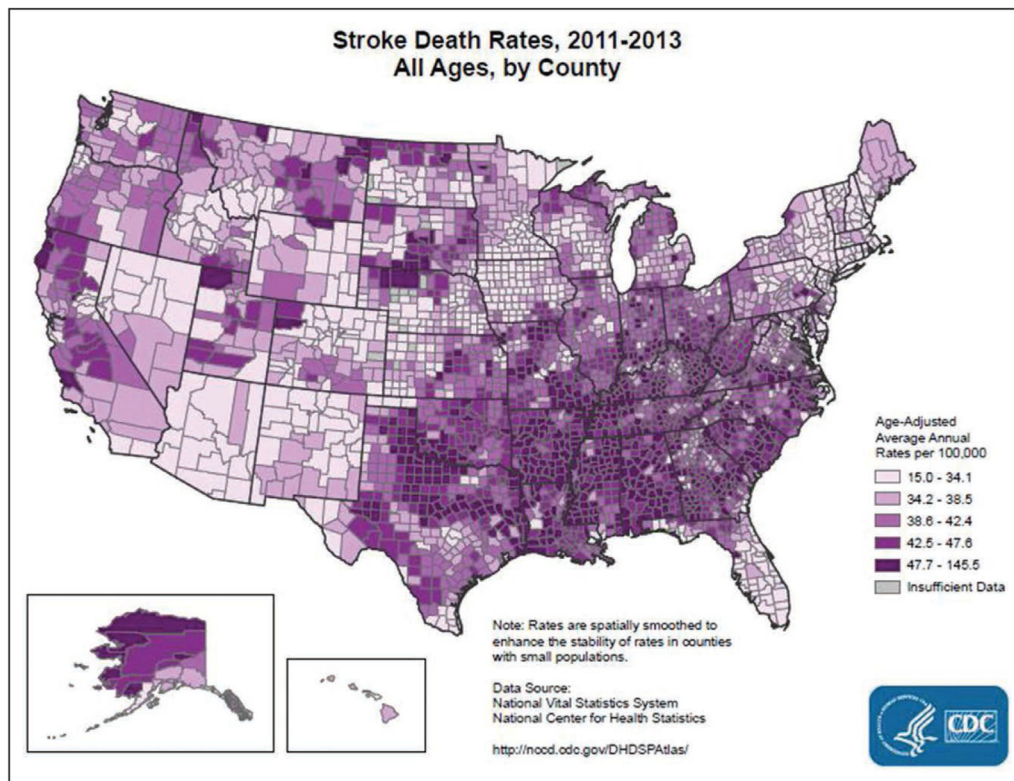 Stroke Death Rates, 2011-2013
All Ages, by County
Age-Adjusted
Average Annual
Rates per 100,000
15.0 - 34.1
34.2 - 38.5
38.6 - 42.4
42.5 - 47.6
47.7 - 145.5
Insufficient Data
Note: Rates are spatially smoothed to
enhance the stability of rates in counties
with small populations.
Data Source:
National Vital Statistics System
National Center for Health Statistics
http://nccd.cdc.gov/DHDSPAtlas/
CDC